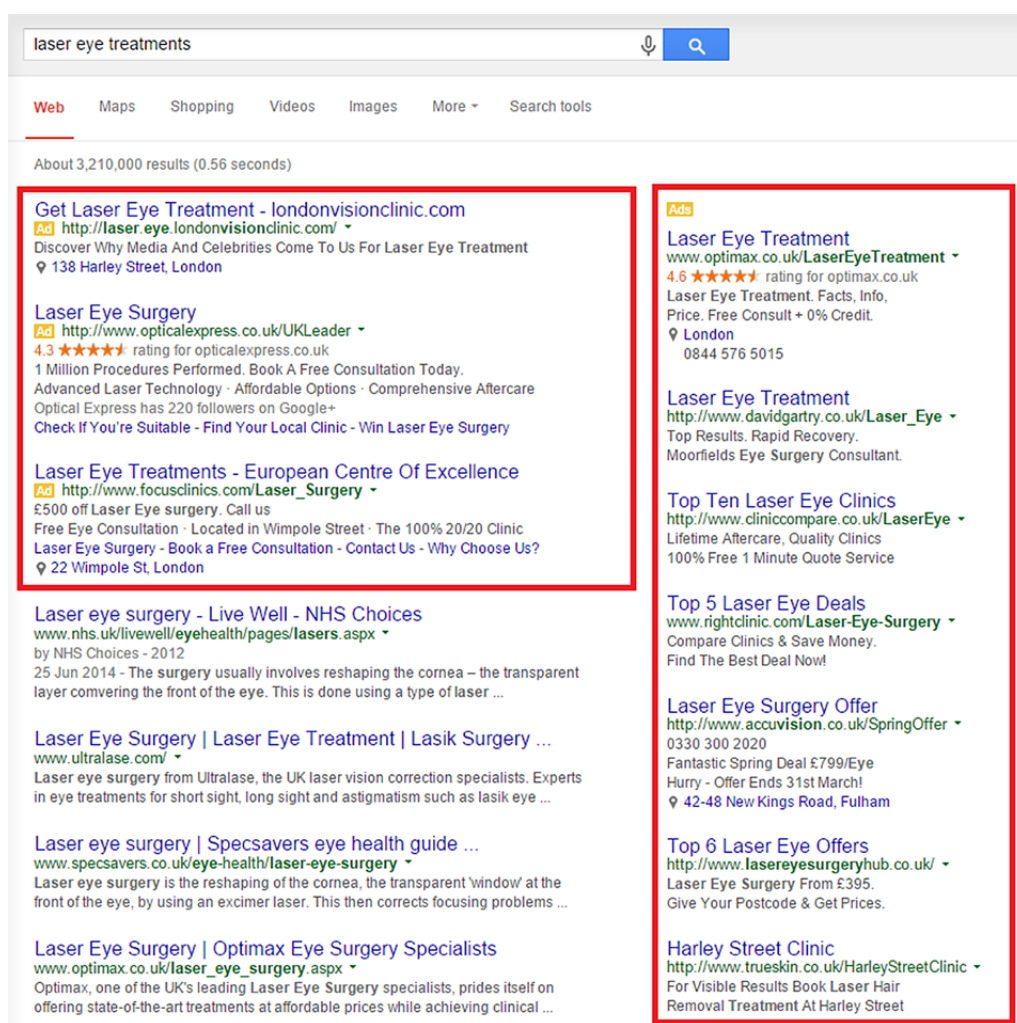 laser eye treatments
Web Maps Shopping Videos Images More Search tools
About 3,210,000 results (0.56 seconds)
Get Laser Eye Treatment - londonvisionclinic.com
Ad http://laser.eye.londonvisionclinic.com/
Discover Why Media And Celebrities Come To Us For Laser Eye Treatment
138 Harley Street, London
Laser Eye Surgery
Ad http://www.opticalexpress.co.uk/UKLeader
4.3 ★★★★★ rating for opticalexpress.co.uk
1 Million Procedures Performed. Book A Free Consultation Today.
Advanced Laser Technology · Affordable Options · Comprehensive Aftercare
Optical Express has 220 followers on Google+
Check If You're Suitable - Find Your Local Clinic - Win Laser Eye Surgery
Laser Eye Treatments - European Centre Of Excellence
Ad http://www.focusclinics.com/Laser_Surgery
£500 off Laser Eye surgery. Call us
Free Eye Consultation · Located in Wimpole Street · The 100% 20/20 Clinic
Laser Eye Surgery - Book a Free Consultation - Contact Us - Why Choose Us?
22 Wimpole St, London
Laser eye surgery - Live Well - NHS Choices
www.nhs.uk/livewell/eyehealth/pages/lasers.aspx
by NHS Choices - 2012
25 Jun 2014 - The surgery usually involves reshaping the cornea – the transparent
layer comvering the front of the eye. This is done using a type of laser ...
Laser Eye Surgery | Laser Eye Treatment | Lasik Surgery ...
www.ultralase.com/
Laser eye surgery from Ultralase, the UK laser vision correction specialists. Experts
in eye treatments for short sight, long sight and astigmatism such as lasik eye ...
Laser eye surgery | Specsavers eye health guide ...
www.specsavers.co.uk/eye-health/laser-eye-surgery
Laser eye surgery is the reshaping of the cornea, the transparent 'window' at the
front of the eye, by using an excimer laser. This then corrects focusing problems ...
Laser Eye Surgery | Optimax Eye Surgery Specialists
www.optimax.co.uk/laser_eye_surgery.aspx
Optimax, one of the UK's leading Laser Eye Surgery specialists, prides itself on
offering state-of-the-art treatments at affordable prices while achieving clinical ...
Ads
Laser Eye Treatment
www.optimax.co.uk/LaserEyeTreatment
4.6 ★★★★★ rating for optimax.co.uk
Laser Eye Treatment. Facts, Info,
Price. Free Consult + 0% Credit.
London
0844 576 5015
Laser Eye Treatment
http://www.davidgartry.co.uk/Laser_Eye
Top Results. Rapid Recovery.
Moorfields Eye Surgery Consultant.
Top Ten Laser Eye Clinics
http://www.cliniccompare.co.uk/LaserEye
Lifetime Aftercare, Quality Clinics
100% Free 1 Minute Quote Service
Top 5 Laser Eye Deals
www.rightclinic.com/Laser-Eye-Surgery
Compare Clinics & Save Money.
Find The Best Deal Now!
Laser Eye Surgery Offer
http://www.accuvision.co.uk/SpringOffer
0330 300 2020
Fantastic Spring Deal £799/Eye
Hurry - Offer Ends 31st March!
42-48 New Kings Road, Fulham
Top 6 Laser Eye Offers
http://www.lasereyesurgeryhub.co.uk/
Laser Eye Surgery From £395.
Give Your Postcode & Get Prices.
Harley Street Clinic
http://www.trueskin.co.uk/HarleyStreetClinic
For Visible Results Book Laser Hair
Removal Treatment At Harley Street